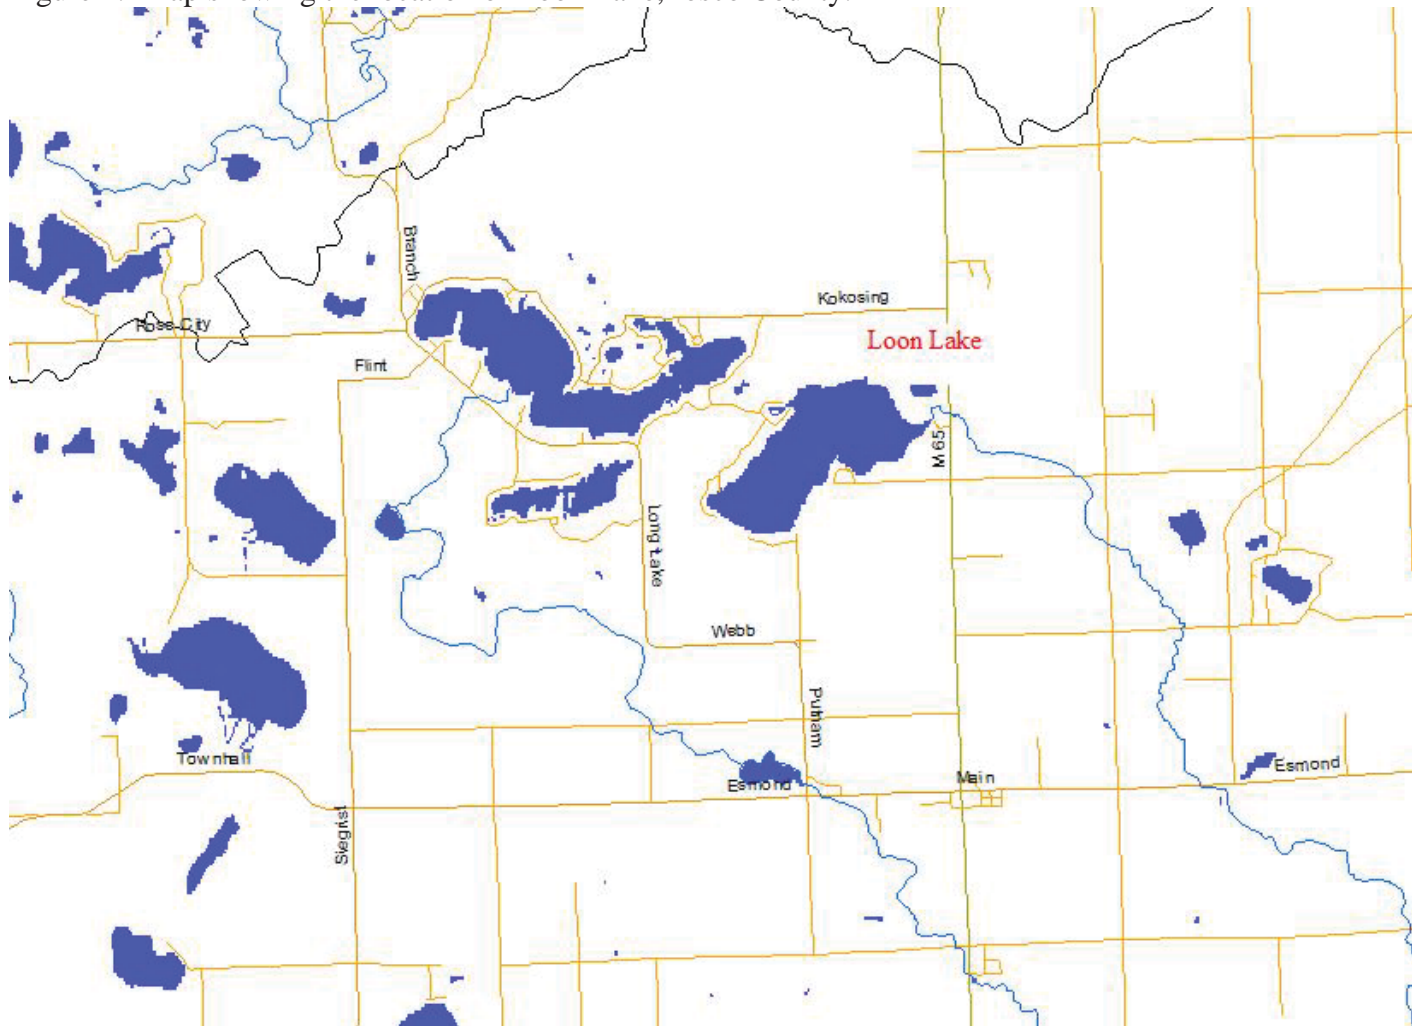 Branch
Kokosing
Rose City
Loon Lake
Flint
M 65
Long Lake
Webb
Putnam
Townhall
Esmond
Main
Esmond
Siegrist